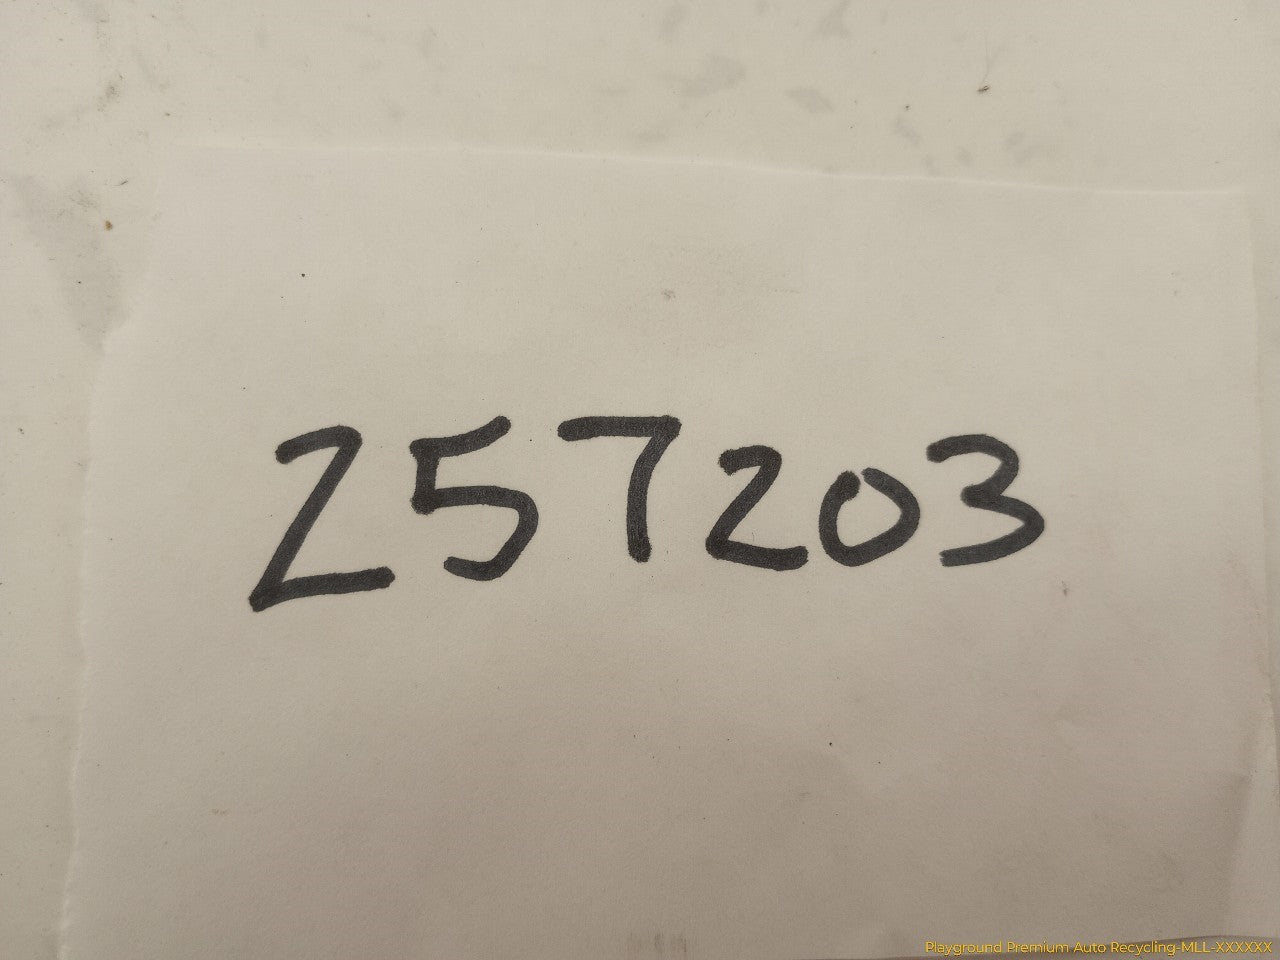 257203
Playground Premium Auto Recycling-MLL-XXXXXX